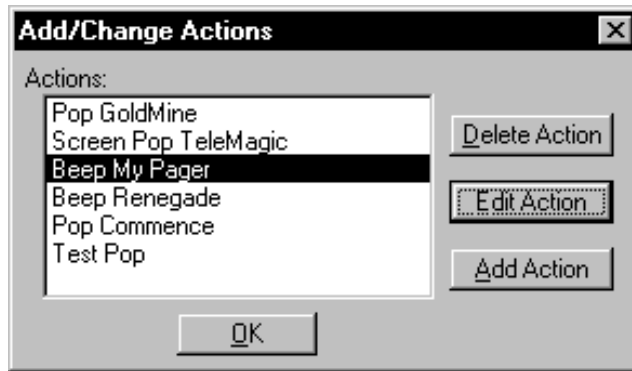 Add/Change Actions
Actions:
Pop GoldMine
Screen Pop TeleMagic
Beep My Pager
Beep Renegade
Pop Commence
Test Pop
Delete Action
Edit Action
Add Action
OK